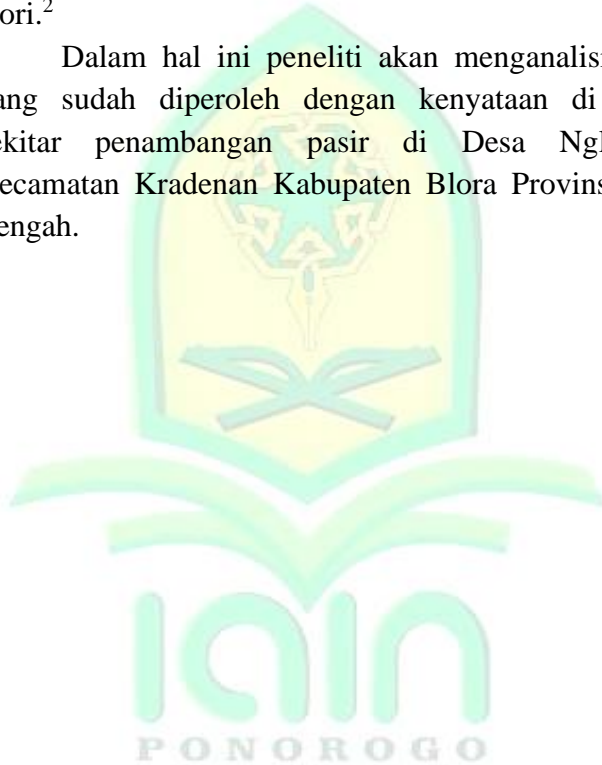 ori.²
Dalam hal ini peneliti akan menganalis
ang sudah diperoleh dengan kenyataan di
ekitar penambangan pasir di Desa Ngl
ecamatan Kradenan Kabupaten Blora Provins
engah.
iain
PONOROGO